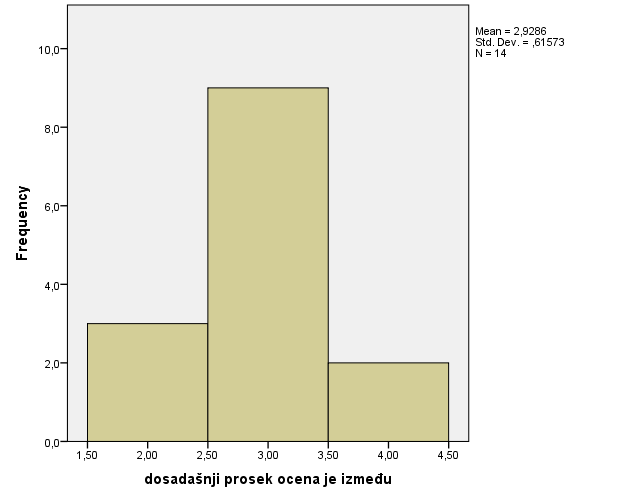 Mean = 2,9286
Std. Dev. = ,61573
N = 14
Frequency
10,0
8,0
6,0
4,0
2,0
0,0
1,50 2,00 2,50 3,00 3,50 4,00 4,50
dosadašnji prosek ocena je između